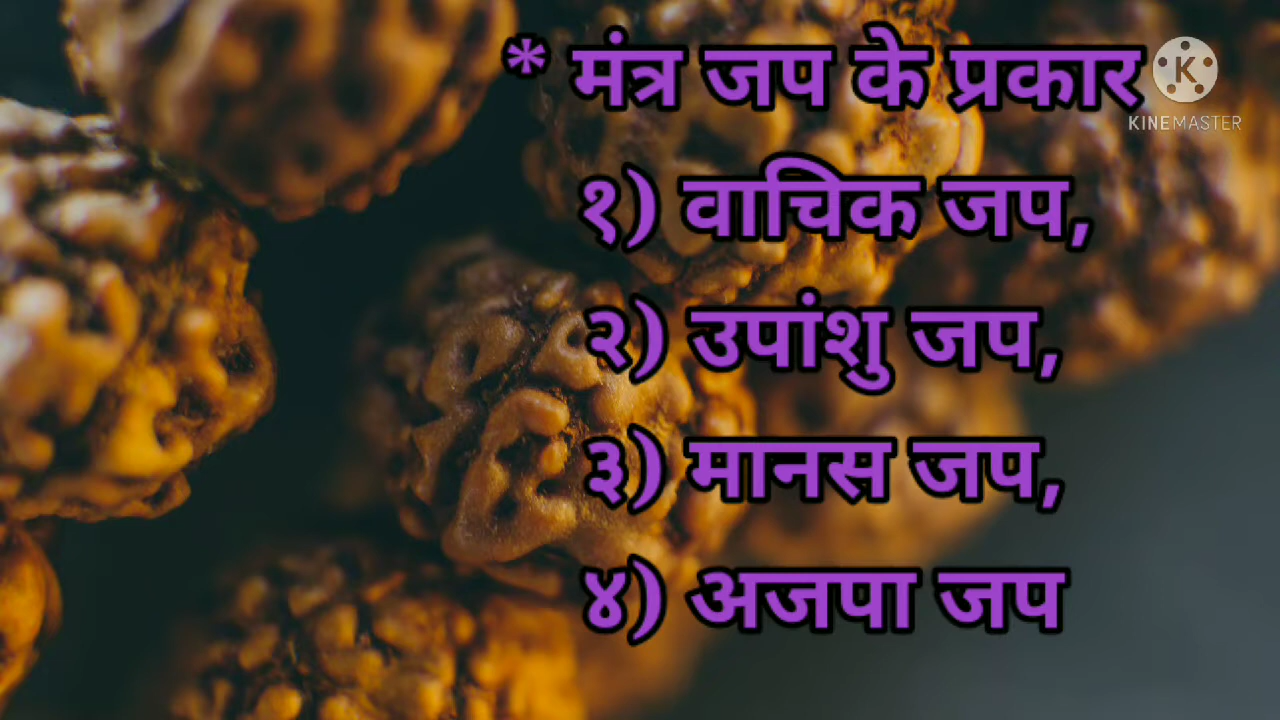 * मंत्र जप के प्रकार
K
KINEMASTER
१) वाचिक जप,
२) उपांशु जप,
३) मानस जप,
४) अजपा जप